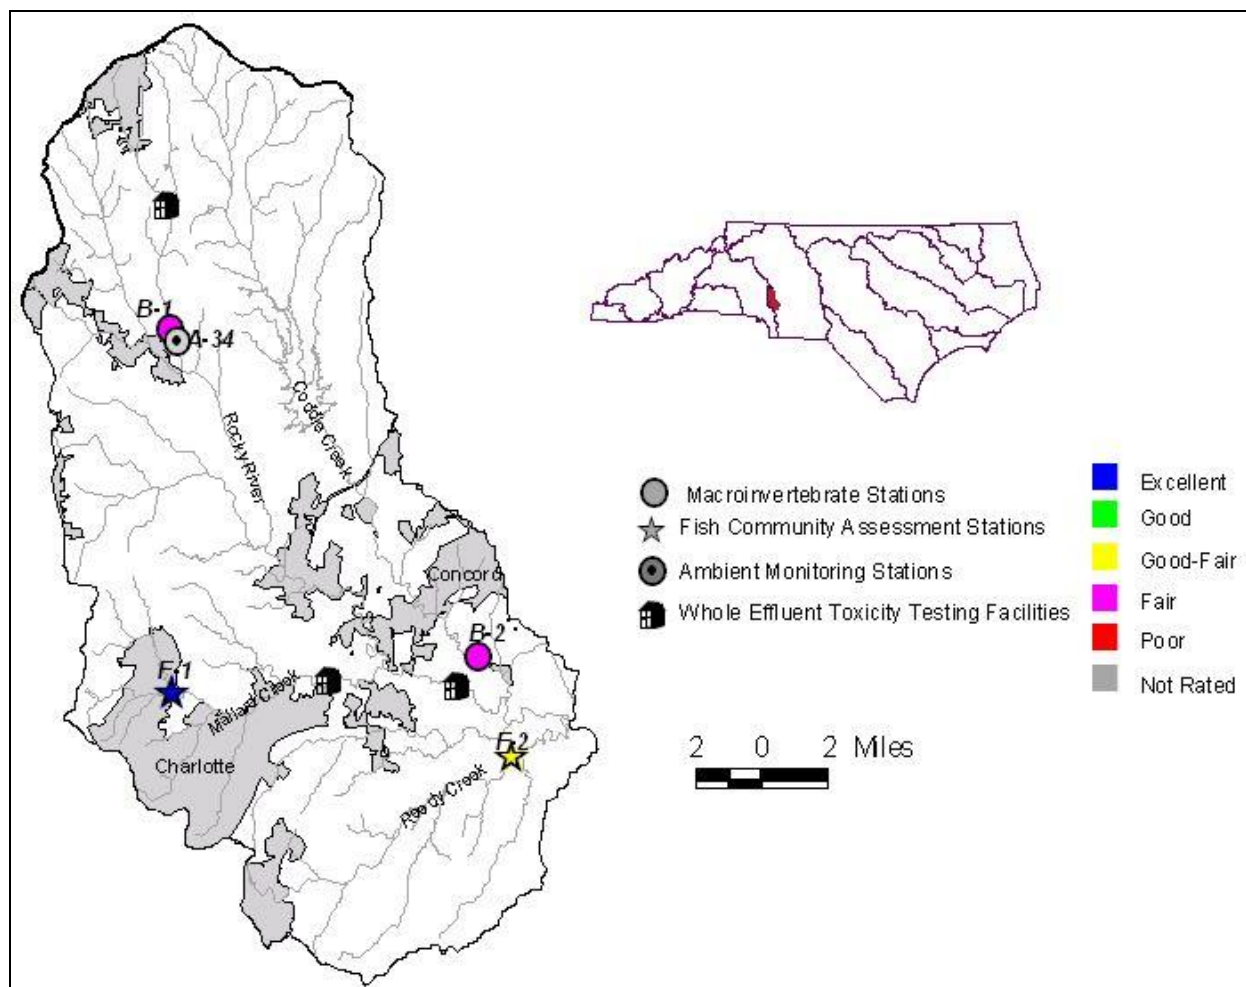 B-1
A-34
Coddle Creek
Rocky River
Macroinvertebrate Stations
Fish Community Assessment Stations
Ambient Monitoring Stations
Whole Effluent Toxicity Testing Facilities
Excellent
Good
Good-Fair
Fair
Poor
Not Rated
Concord
B-2
F-1
Mallard Creek
Charlotte
F-2
Reedy Creek
2 0 2 Miles